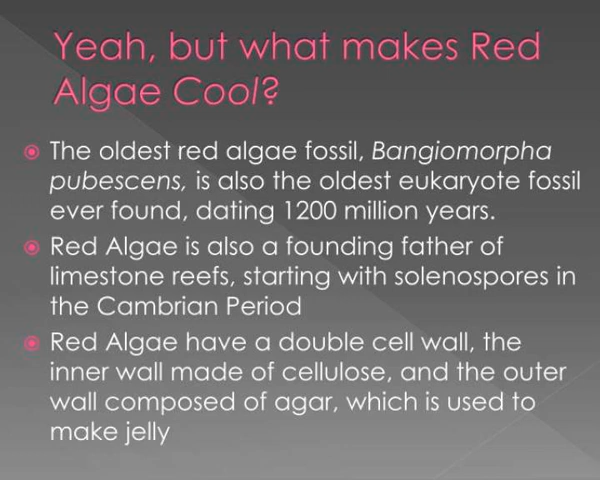 Yeah, but what makes Red
Algae Cool?
The oldest red algae fossil, Bangiomorpha
pubescens, is also the oldest eukaryote fossil
ever found, dating 1200 million years.
Red Algae is also a founding father of
limestone reefs, starting with solenospores in
the Cambrian Period
Red Algae have a double cell wall, the
inner wall made of cellulose, and the outer
wall composed of agar, which is used to
make jelly